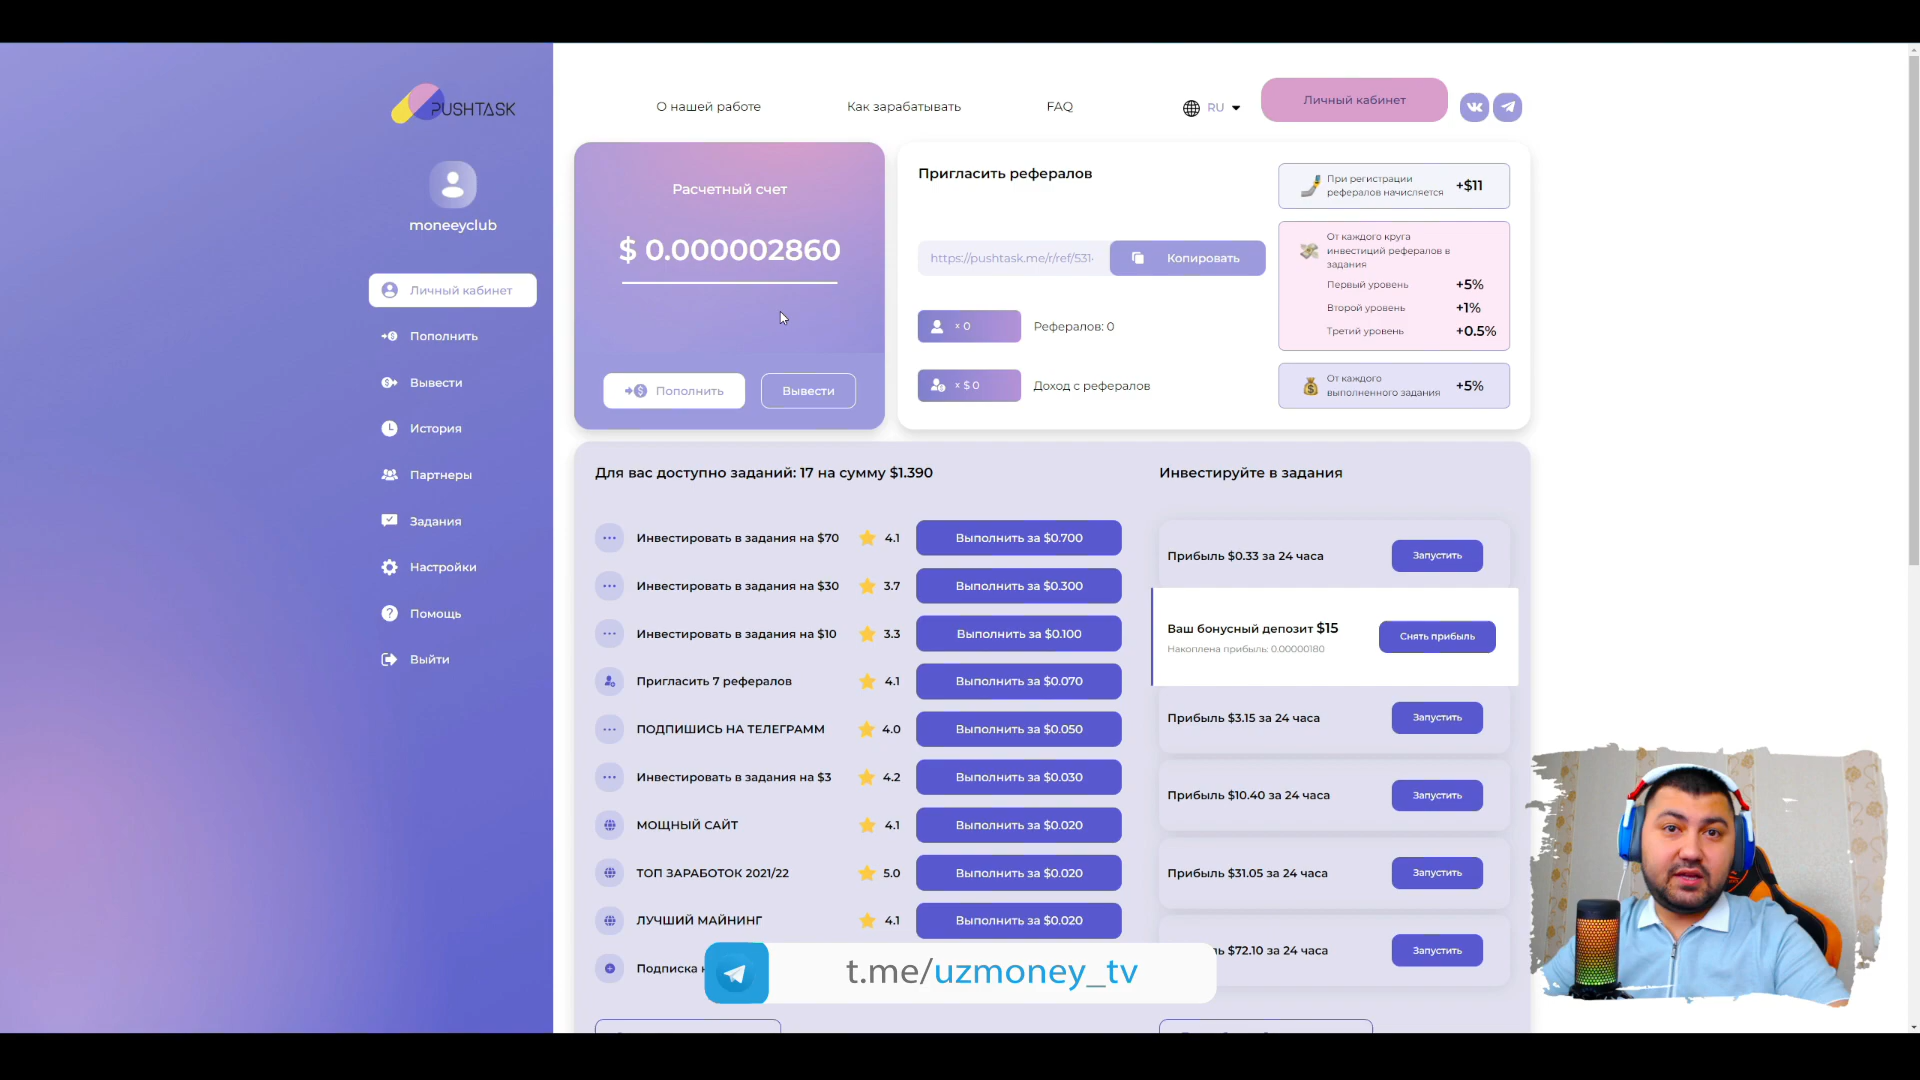 PUSHTASK
О нашей работе
Как зарабатывать
FAQ
RU
Личный кабинет
moneeyclub
Личный кабинет
Пополнить
Вывести
История
Партнеры
Задания
Настройки
Помощь
Выйти
Расчетный счет
$ 0.000002860
Пополнить
Вывести
Пригласить рефералов
https://pushtask.me/r/ref/531
Копировать
× 0
Рефералов: 0
× $ 0
Доход с рефералов
При регистрации
рефералов начисляется
+$11
От каждого круга
инвестиций рефералов в
задания
Первый уровень +5%
Второй уровень +1%
Третий уровень +0.5%
От каждого
выполненного задания
+5%
Для вас доступно заданий: 17 на сумму $1.390
Инвестировать в задания на $70 4.1 Выполнить за $0.700
Инвестировать в задания на $30 3.7 Выполнить за $0.300
Инвестировать в задания на $10 3.3 Выполнить за $0.100
Пригласить 7 рефералов 4.1 Выполнить за $0.070
ПОДПИШИСЬ НА ТЕЛЕГРАММ 4.0 Выполнить за $0.050
Инвестировать в задания на $3 4.2 Выполнить за $0.030
МОЩНЫЙ САЙТ 4.1 Выполнить за $0.020
ТОП ЗАРАБОТОК 2021/22 5.0 Выполнить за $0.020
ЛУЧШИЙ МАЙНИНГ 4.1 Выполнить за $0.020
Подписка
Инвестируйте в задания
Прибыль $0.33 за 24 часа Запустить
Ваш бонусный депозит $15
Накоплена прибыль: 0.00000180
Снять прибыль
Прибыль $3.15 за 24 часа Запустить
Прибыль $10.40 за 24 часа Запустить
Прибыль $31.05 за 24 часа Запустить
ь $72.10 за 24 часа Запустить
t.me/uzmoney_tv